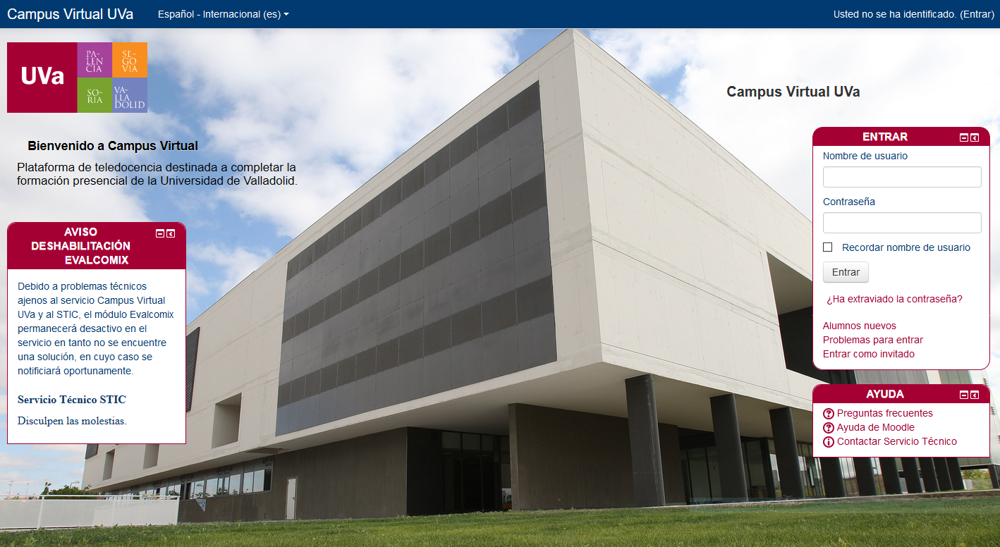 Campus Virtual UVa
Español - Internacional (es)
Usted no se ha identificado. (Entrar)
UVa
PA-
LEN
CIA
SE-
GO
VIA
SO-
RIA
VA-
LLA
DOLID
Campus Virtual UVa
Bienvenido a Campus Virtual
Plataforma de teledocencia destinada a completar la
formación presencial de la Universidad de Valladolid.
AVISO
DESHABILITACIÓN
EVALCOMIX
Debido a problemas técnicos
ajenos al servicio Campus Virtual
UVa y al STIC, el módulo Evalcomix
permanecerá desactivo en el
servicio en tanto no se encuentre
una solución, en cuyo caso se
notificiará oportunamente.
Servicio Técnico STIC
Disculpen las molestias.
ENTRAR
Nombre de usuario
Contraseña
Recordar nombre de usuario
Entrar
¿Ha extraviado la contraseña?
Alumnos nuevos
Problemas para entrar
Entrar como invitado
AYUDA
Preguntas frecuentes
Ayuda de Moodle
Contactar Servicio Técnico